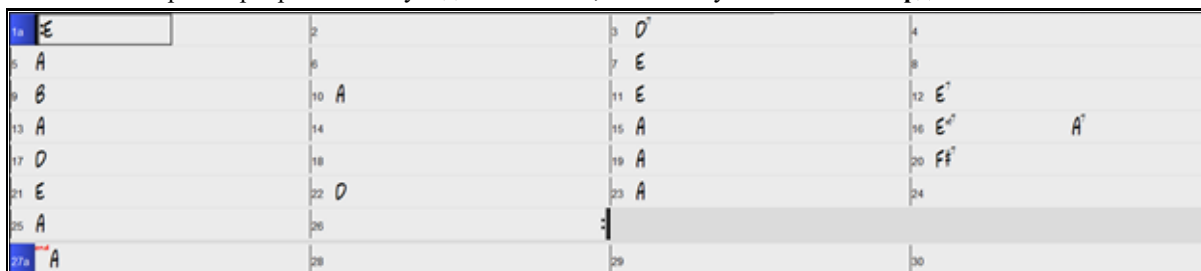 1a :E 2 3 D7 4
5 A 6 7 E 8
9 B 10 A 11 E 12 E7
13 A 14 15 A 16 A7
17 D 18 19 A 20 F#7
21 E 22 D 23 A 24
25 A 26 :
27a A 28 29 30